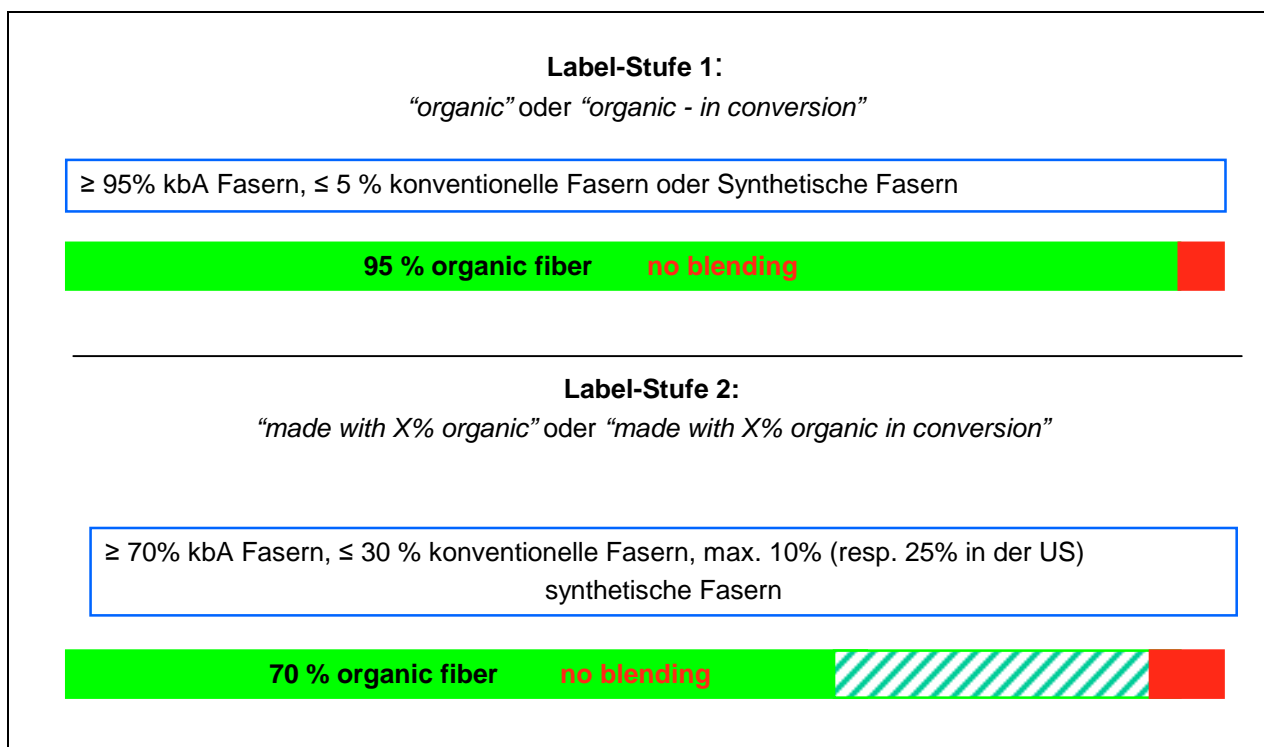 Label-Stufe 1:
“organic” oder “organic - in conversion”
≥ 95% kbA Fasern, ≤ 5 % konventionelle Fasern oder Synthetische Fasern
95 % organic fiber no blending
Label-Stufe 2:
“made with X% organic” oder “made with X% organic in conversion”
≥ 70% kbA Fasern, ≤ 30 % konventionelle Fasern, max. 10% (resp. 25% in der US)
synthetische Fasern
70 % organic fiber no blending